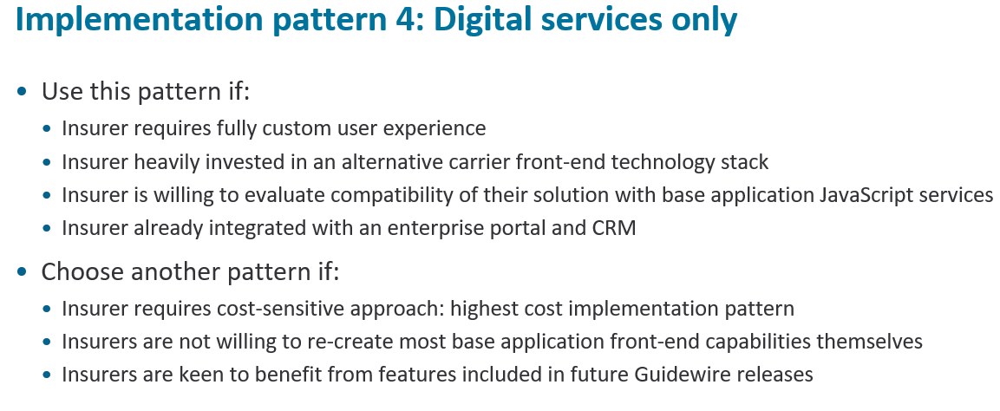 Implementation pattern 4: Digital services only
• Use this pattern if:
• Insurer requires fully custom user experience
• Insurer heavily invested in an alternative carrier front-end technology stack
• Insurer is willing to evaluate compatibility of their solution with base application JavaScript services
• Insurer already integrated with an enterprise portal and CRM
• Choose another pattern if:
• Insurer requires cost-sensitive approach: highest cost implementation pattern
• Insurers are not willing to re-create most base application front-end capabilities themselves
• Insurers are keen to benefit from features included in future Guidewire releases